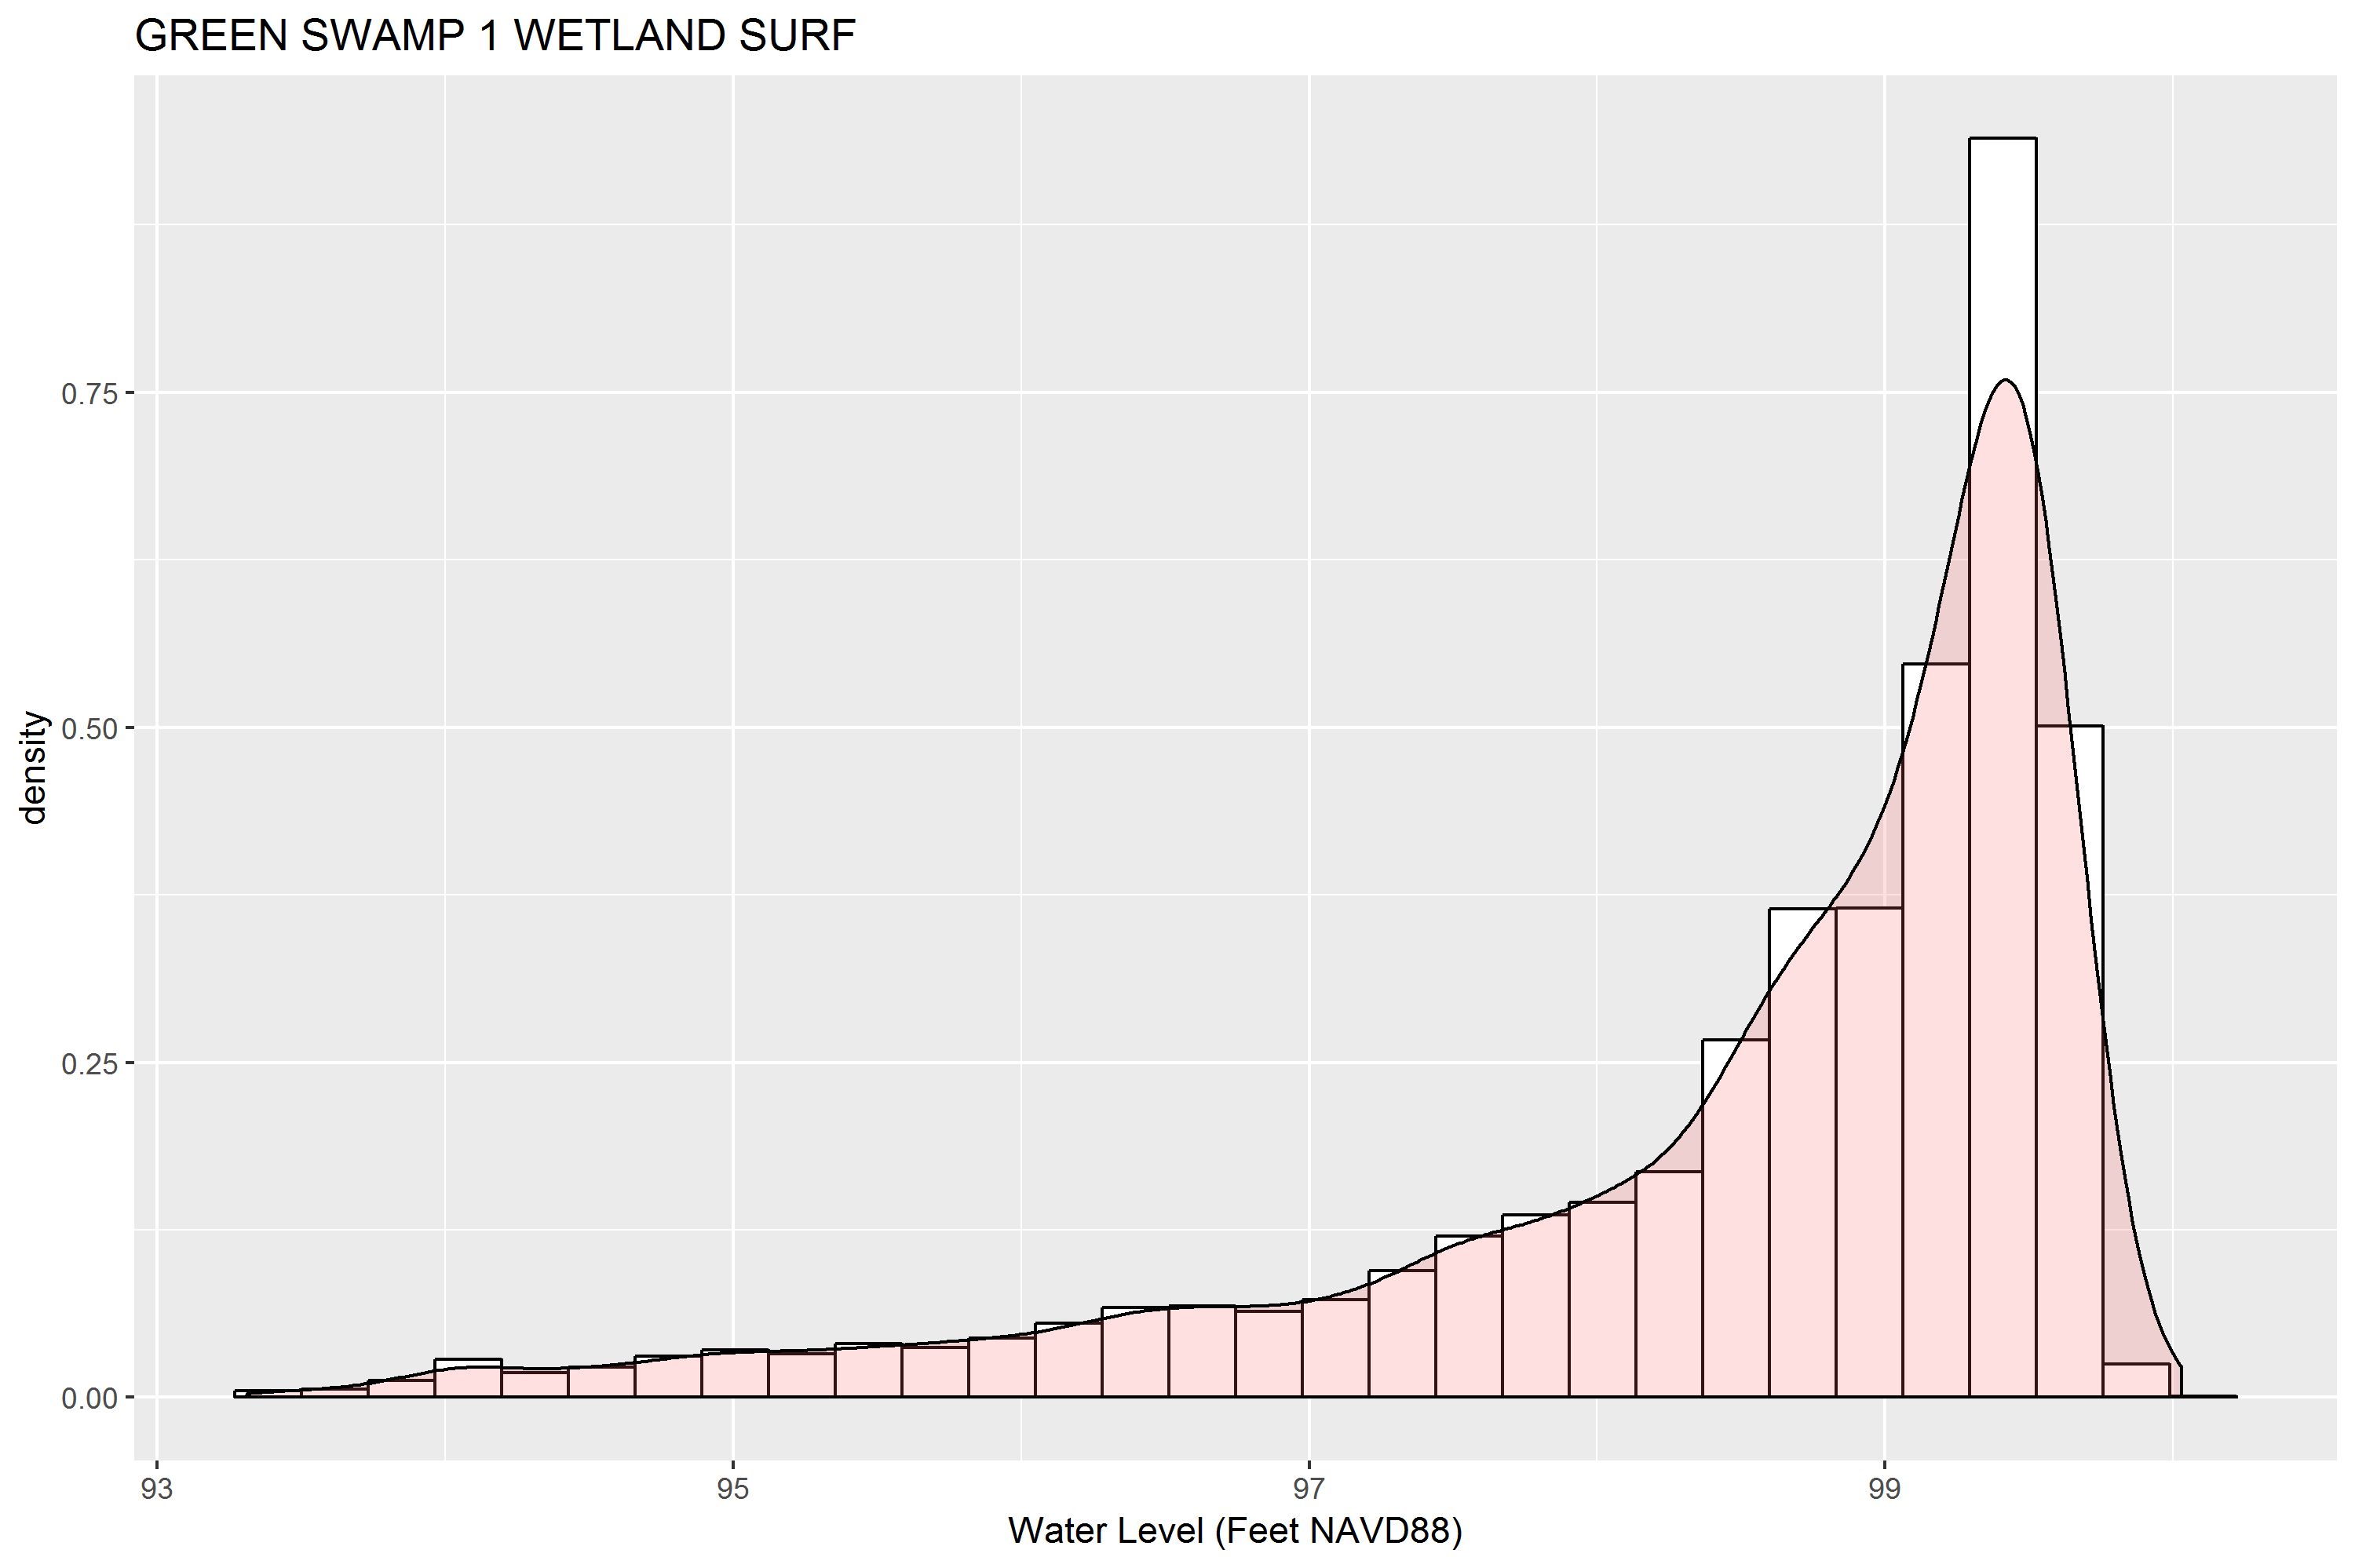 GREEN SWAMP 1 WETLAND SURF
density
0.75
0.50
0.25
0.00
93 95 97 99
Water Level (Feet NAVD88)